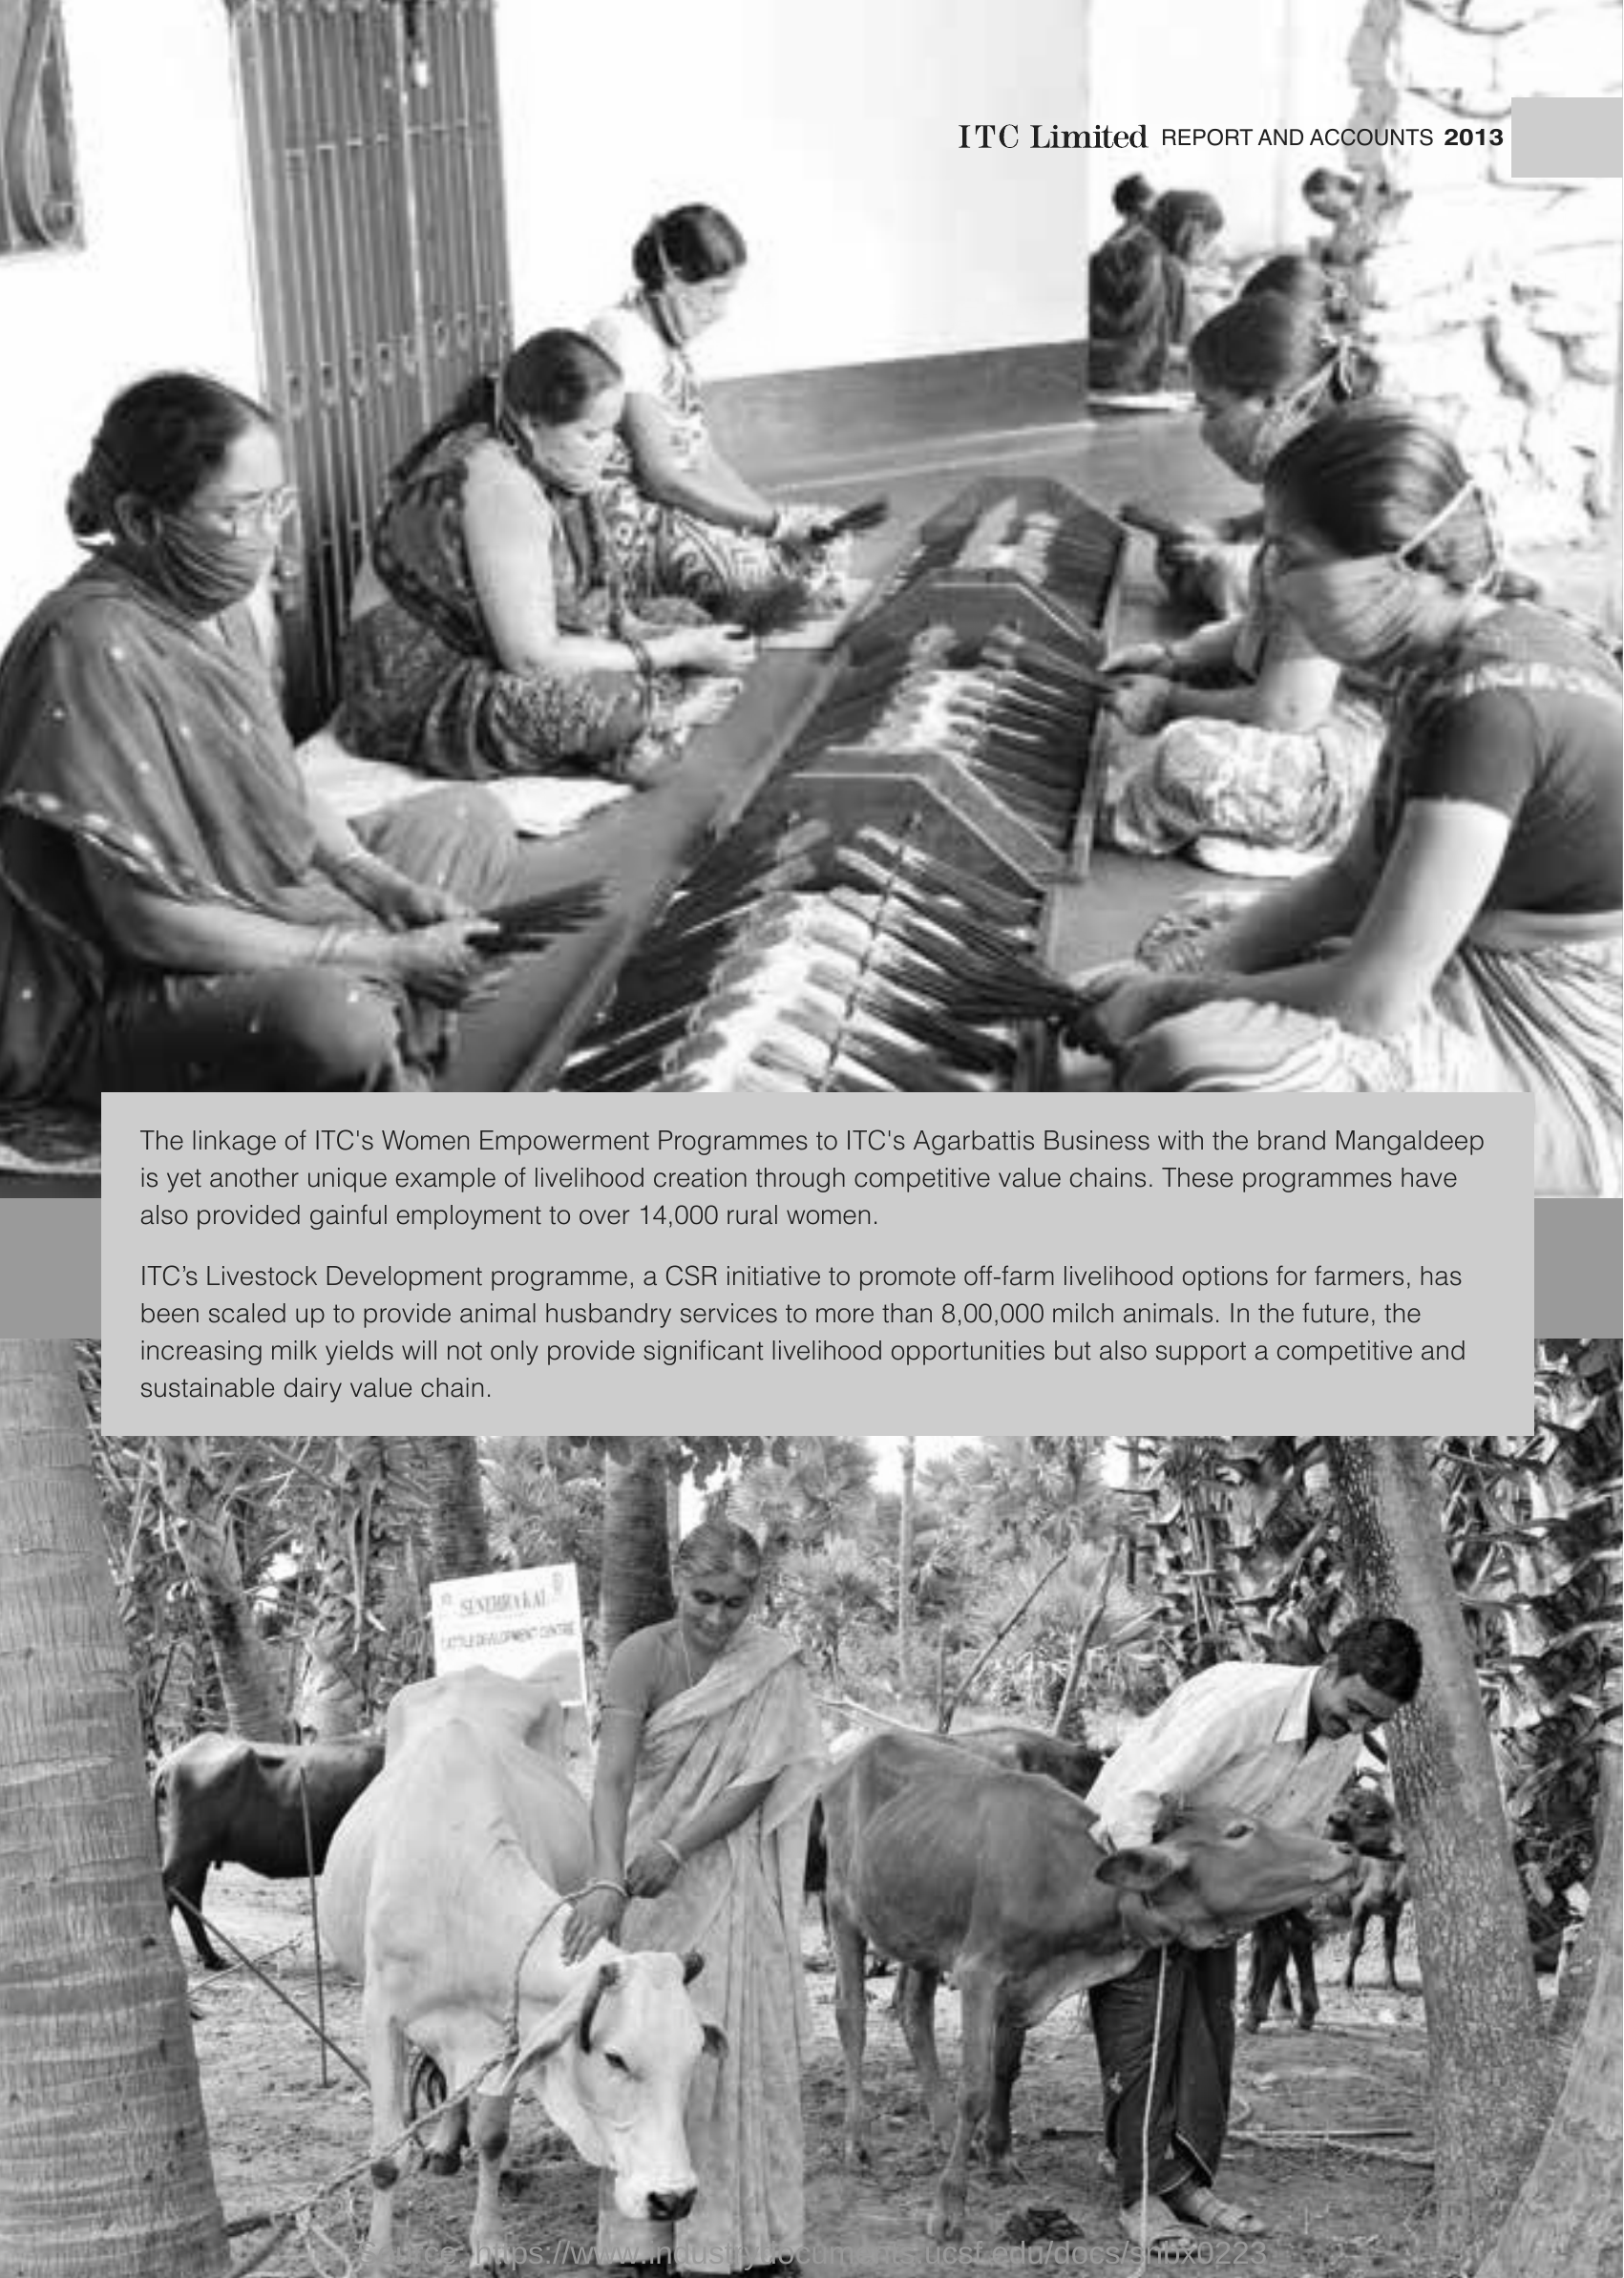 ITC Limited REPORT AND ACCOUNTS 2013
The linkage of ITC's Women Empowerment Programmes to ITC's Agarbattis Business with the brand Mangaldeep
is yet another unique example of livelihood creation through competitive value chains. These programmes have
also provided gainful employment to over 14,000 rural women.
ITC’s Livestock Development programme, a CSR initiative to promote off-farm livelihood options for farmers, has
been scaled up to provide animal husbandry services to more than 8,00,000 milch animals. In the future, the
increasing milk yields will not only provide significant livelihood opportunities but also support a competitive and
sustainable dairy value chain.
CATTLE DEVELOPMENT CENTRE
Source: https://www.industrydocuments.ucsf.edu/docs/snbx0223